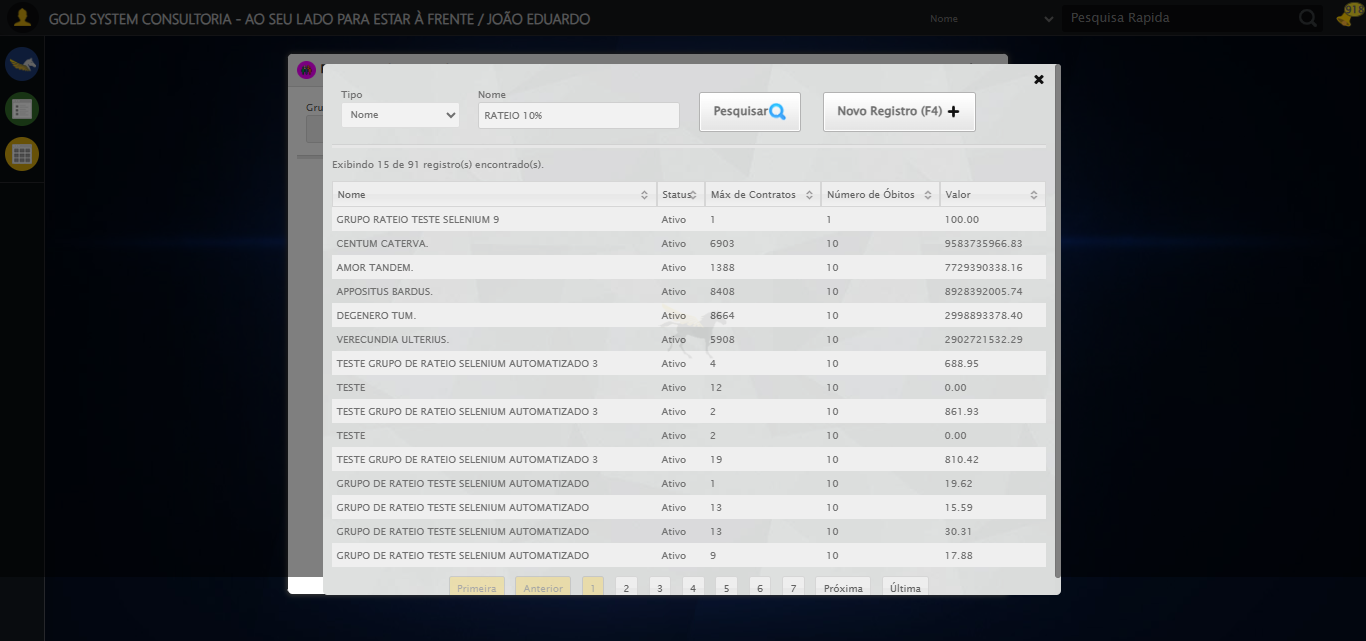 GOLD SYSTEM CONSULTORIA - AO SEU LADO PARA ESTAR À FRENTE / JOÃO EDUARDO
Nome
Pesquisa Rapida
918
Gru
Tipo
Nome
Nome
RATEIO 10%
Pesquisar
Novo Registro (F4)
Exibindo 15 de 91 registro(s) encontrado(s).
Nome Status Máx de Contratos Número de Óbitos Valor
GRUPO RATEIO TESTE SELENIUM 9 Ativo 1 1 100.00
CENTUM CATERVA. Ativo 6903 10 9583735966.83
AMOR TANDEM. Ativo 1388 10 7729390338.16
APPOSITUS BARDUS. Ativo 8408 10 8928392005.74
DEGENERO TUM. Ativo 8664 10 2998893378.40
VERECUNDIA ULTERIUS. Ativo 5908 10 2902721532.29
TESTE GRUPO DE RATEIO SELENIUM AUTOMATIZADO 3 Ativo 4 10 688.95
TESTE Ativo 12 10 0.00
TESTE GRUPO DE RATEIO SELENIUM AUTOMATIZADO 3 Ativo 2 10 861.93
TESTE Ativo 2 10 0.00
TESTE GRUPO DE RATEIO SELENIUM AUTOMATIZADO 3 Ativo 19 10 810.42
GRUPO DE RATEIO TESTE SELENIUM AUTOMATIZADO Ativo 1 10 19.62
GRUPO DE RATEIO TESTE SELENIUM AUTOMATIZADO Ativo 13 10 15.59
GRUPO DE RATEIO TESTE SELENIUM AUTOMATIZADO Ativo 13 10 30.31
GRUPO DE RATEIO TESTE SELENIUM AUTOMATIZADO Ativo 9 10 17.88
Primeira Anterior 1 2 3 4 5 6 7 Próxima Última